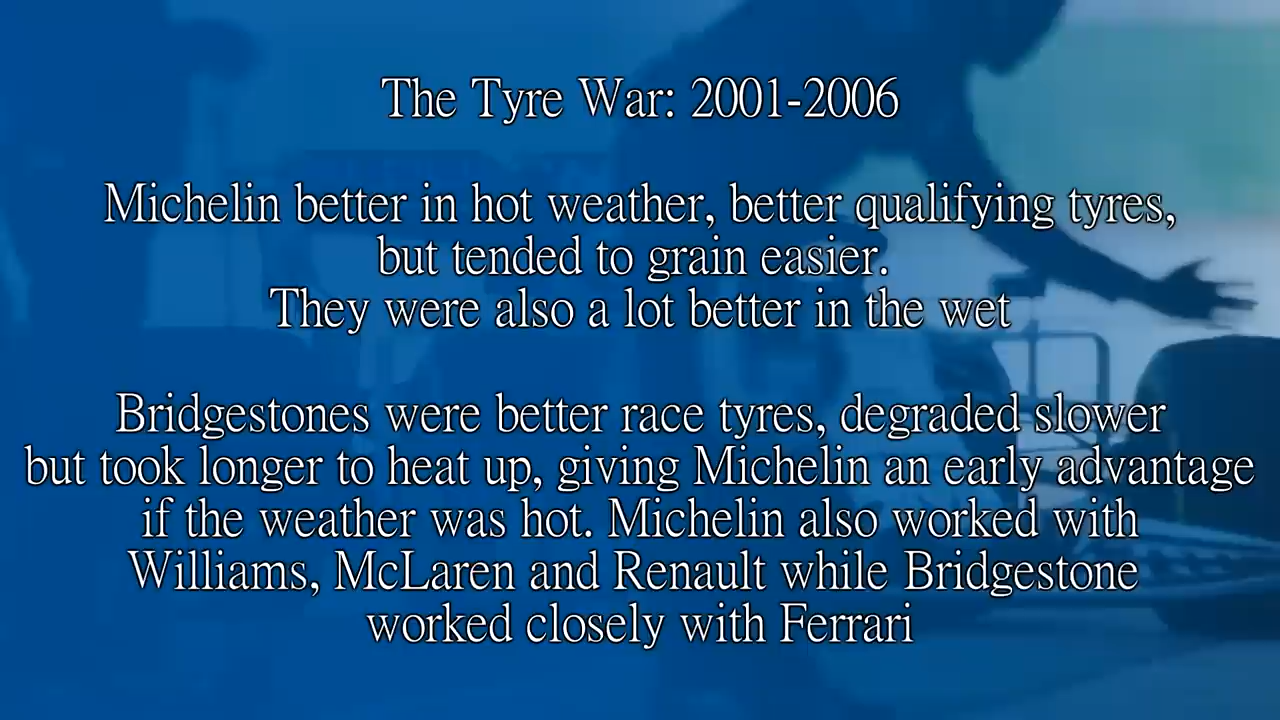 The Tyre War: 2001-2006
Michelin better in hot weather, better qualifying tyres,
but tended to grain easier.
They were also a lot better in the wet
Bridgestones were better race tyres, degraded slower
but took longer to heat up, giving Michelin an early advantage
if the weather was hot. Michelin also worked with
Williams, McLaren and Renault while Bridgestone
worked closely with Ferrari